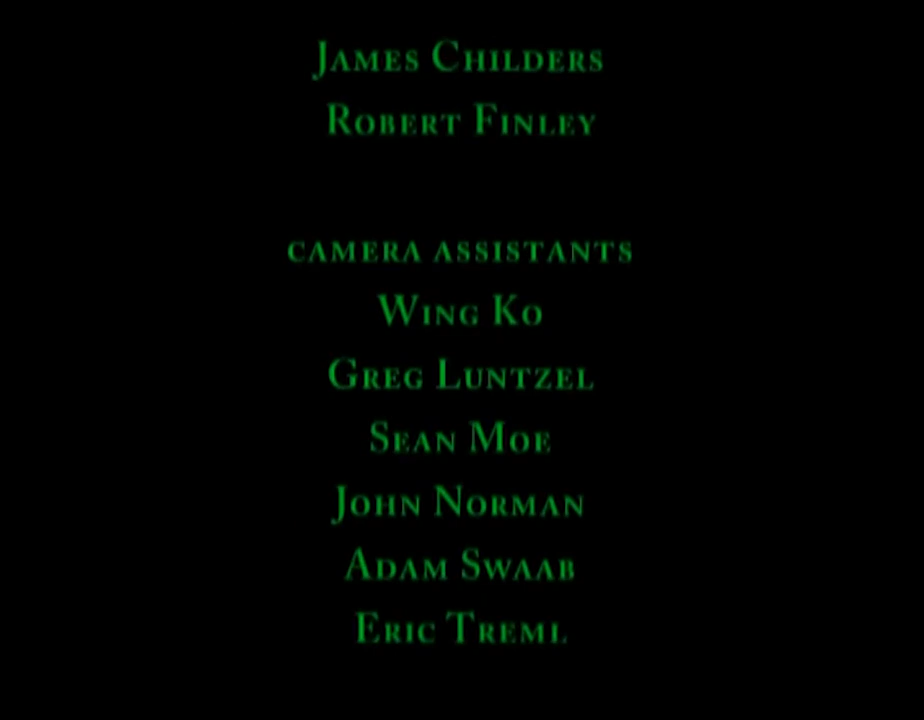 James Childers
Robert Finley
camera assistants
Wing Ko
Greg Luntzel
Sean Moe
John Norman
Adam Swaab
Eric Treml